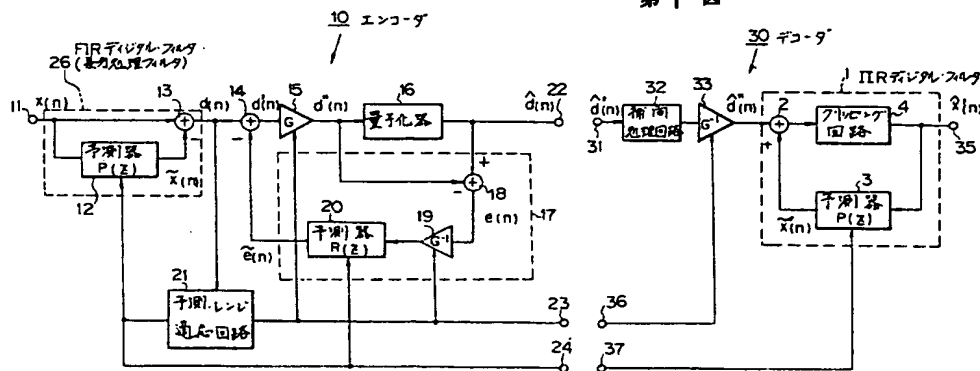 第1図
10 エンコーダ
30 デコーダ
FIRディジタル・フィルタ
26 (長力処理フィルタ)
1 IIRディジタル・フィルタ
11 x(n)
13
d(n)
14
d'(n)
15
G
d''(n)
16
量子化器
d̂(n)
22
予測器
P(Z)
12
x̃(n)
+
-
18
e(n)
17
19
G⁻¹
20
予測器
R(Z)
ẽ(n)
21
予測・レンジ
適応回路
23
24
d̂'(n)
31
32
補間
処理回路
33
G⁻¹
d̂''(n)
2
+
4
クリッピング
回路
x̂'(n)
35
3
予測器
P(Z)
x̃'(n)
36
37